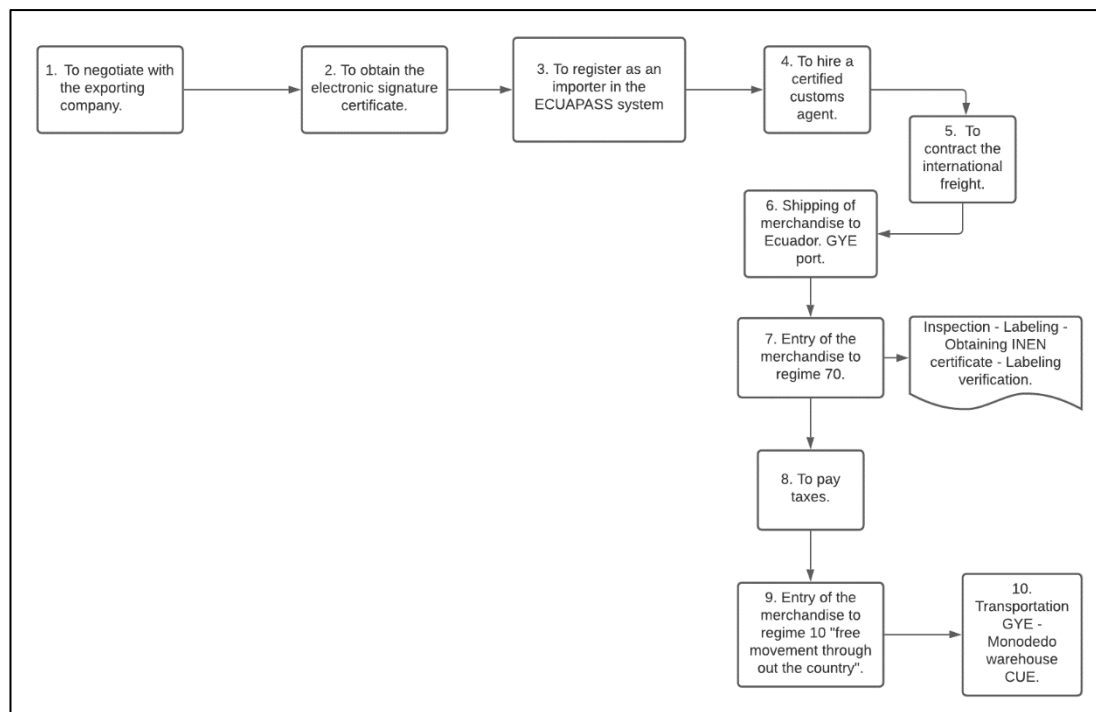 1. To negotiate with
the exporting
company.
2. To obtain the
electronic signature
certificate.
3. To register as an
importer in the
ECUAPASS system
4. To hire a
certified
customs
agent.
5. To
contract the
international
freight.
6. Shipping of
merchandise to
Ecuador. GYE
port.
7. Entry of the
merchandise to
regime 70.
Inspection - Labeling -
Obtaining INEN
certificate - Labeling
verification.
8. To pay
taxes.
9. Entry of the
merchandise to
regime 10 "free
movement through
out the country".
10.
Transportation
GYE -
Monodedo
warehouse
CUE.